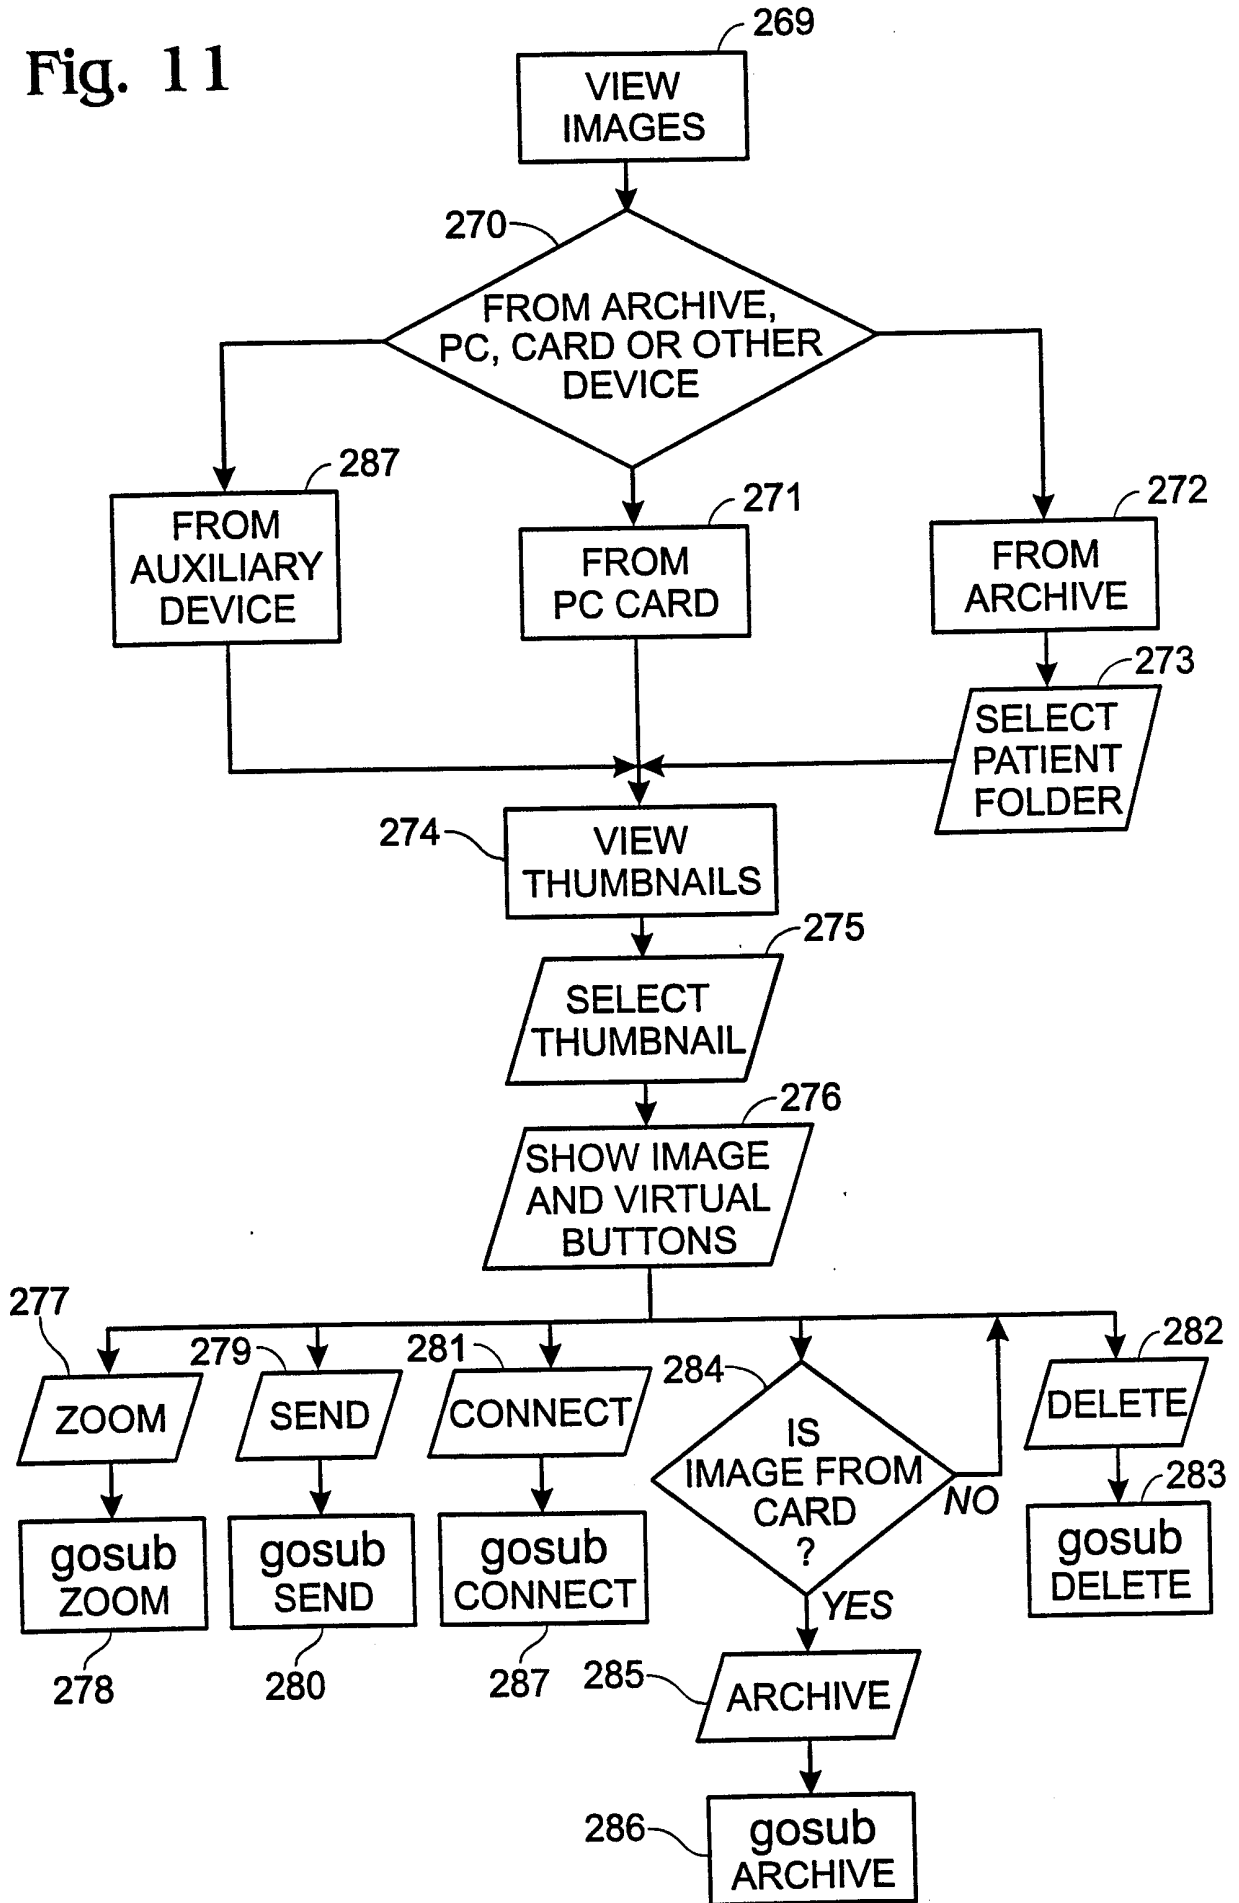 Fig. 11
269
VIEW
IMAGES
270
FROM ARCHIVE,
PC, CARD OR OTHER
DEVICE
287
FROM
AUXILIARY
DEVICE
271
FROM
PC CARD
272
FROM
ARCHIVE
273
SELECT
PATIENT
FOLDER
274
VIEW
THUMBNAILS
275
SELECT
THUMBNAIL
276
SHOW IMAGE
AND VIRTUAL
BUTTONS
277
ZOOM
279
SEND
281
CONNECT
284
IS
IMAGE FROM
CARD
?
NO
YES
282
DELETE
283
gosub
DELETE
gosub
ZOOM
278
gosub
SEND
280
gosub
CONNECT
287
285
ARCHIVE
286
gosub
ARCHIVE